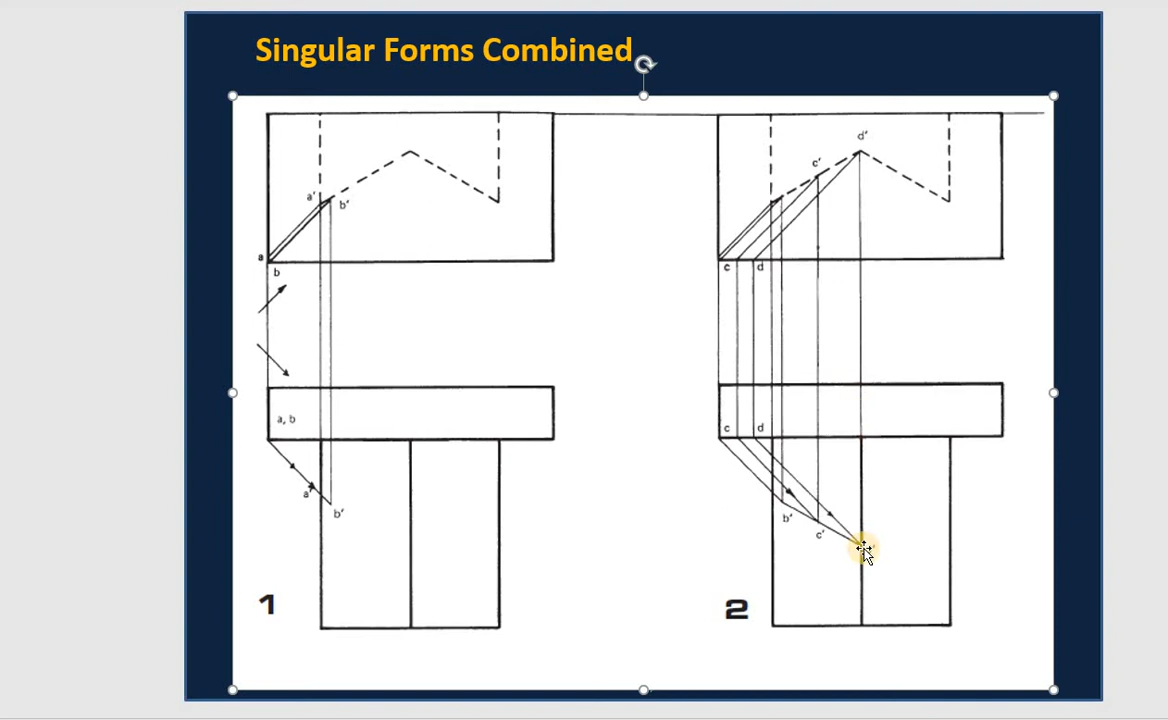 Singular Forms Combined
a'
b'
a
b
a, b
a'
b'
1
d'
c'
c
d
c
d
b'
c'
2